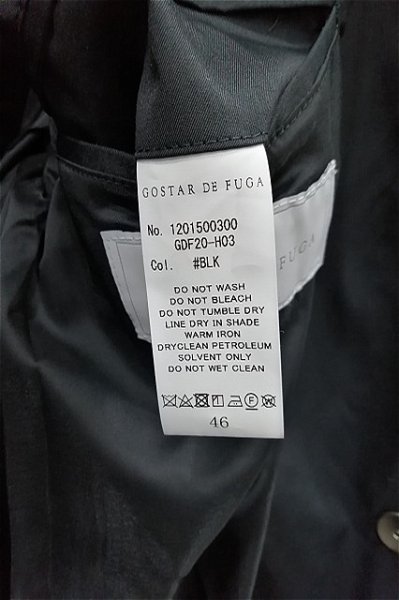 GOSTAR DE FUGA
No. 1201500300
GDF20-H03
Col. #BLK
FUGA
DO NOT WASH
DO NOT BLEACH
DO NOT TUMBLE DRY
LINE DRY IN SHADE
WARM IRON
DRYCLEAN PETROLEUM
SOLVENT ONLY
DO NOT WET CLEAN
46